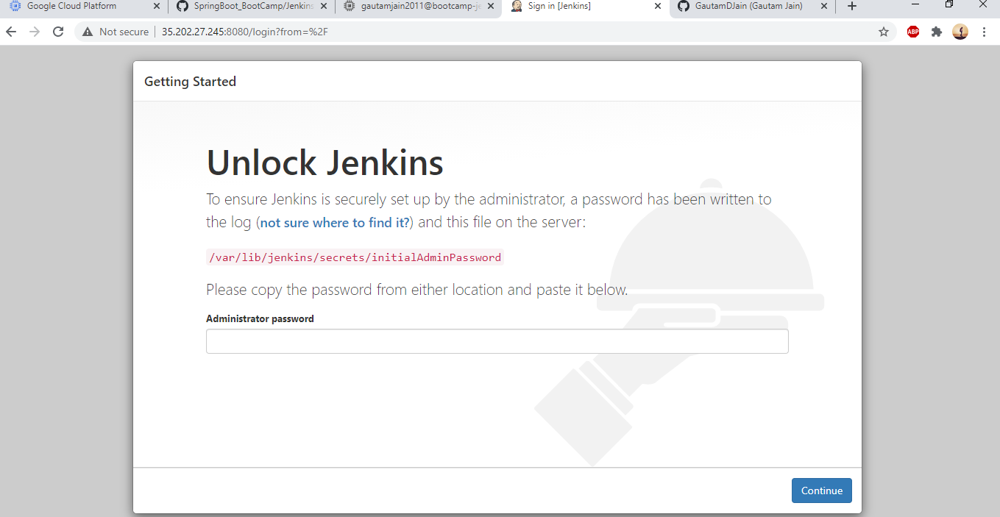 Google Cloud Platform
SpringBoot_BootCamp/Jenkins
gautamjain2011@bootcamp-je
Sign in [Jenkins]
GautamDJain (Gautam Jain)
Not secure
35.202.27.245:8080/login?from=%2F
ABP
Getting Started
Unlock Jenkins
To ensure Jenkins is securely set up by the administrator, a password has been written to
the log (not sure where to find it?) and this file on the server:
/var/lib/jenkins/secrets/initialAdminPassword
Please copy the password from either location and paste it below.
Administrator password
Continue